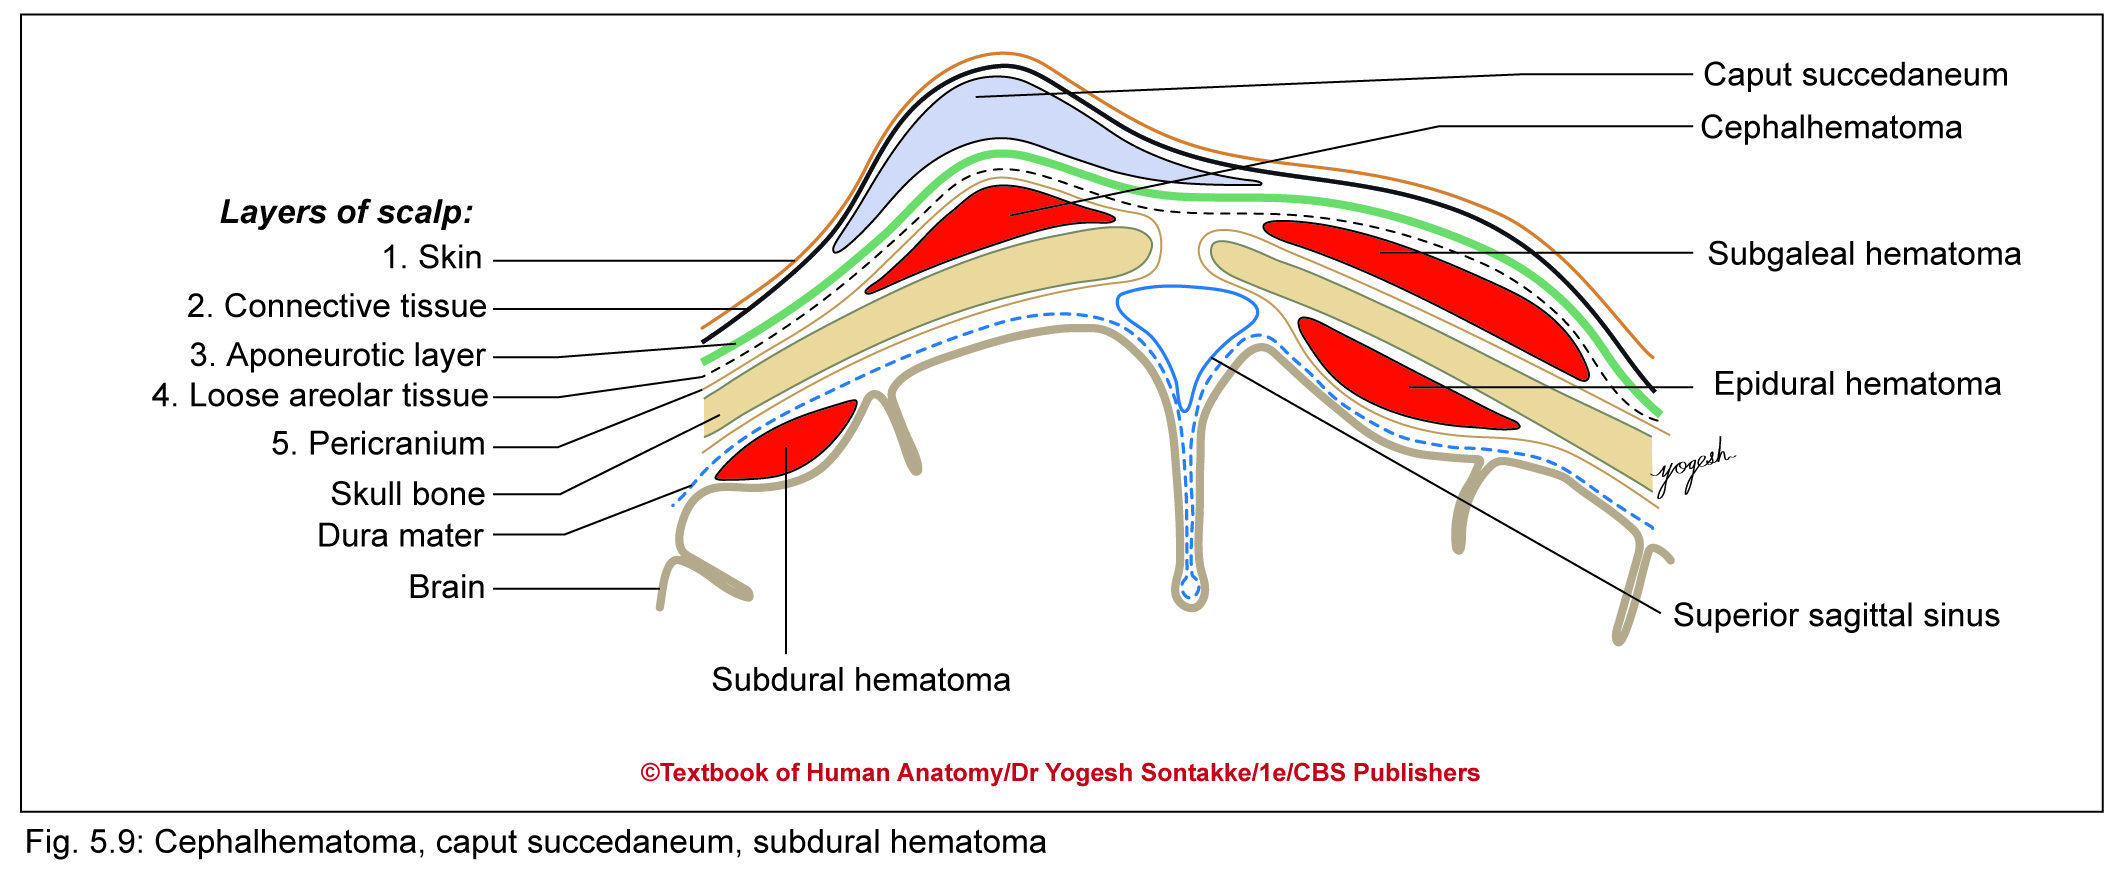 Caput succedaneum
Cephalhematoma
Layers of scalp:
1. Skin
Subgaleal hematoma
2. Connective tissue
3. Aponeurotic layer
4. Loose areolar tissue
Epidural hematoma
5. Pericranium
yogesh
Skull bone
Dura mater
Brain
Superior sagittal sinus
Subdural hematoma
©Textbook of Human Anatomy/Dr Yogesh Sontakke/1e/CBS Publishers
Fig. 5.9: Cephalhematoma, caput succedaneum, subdural hematoma